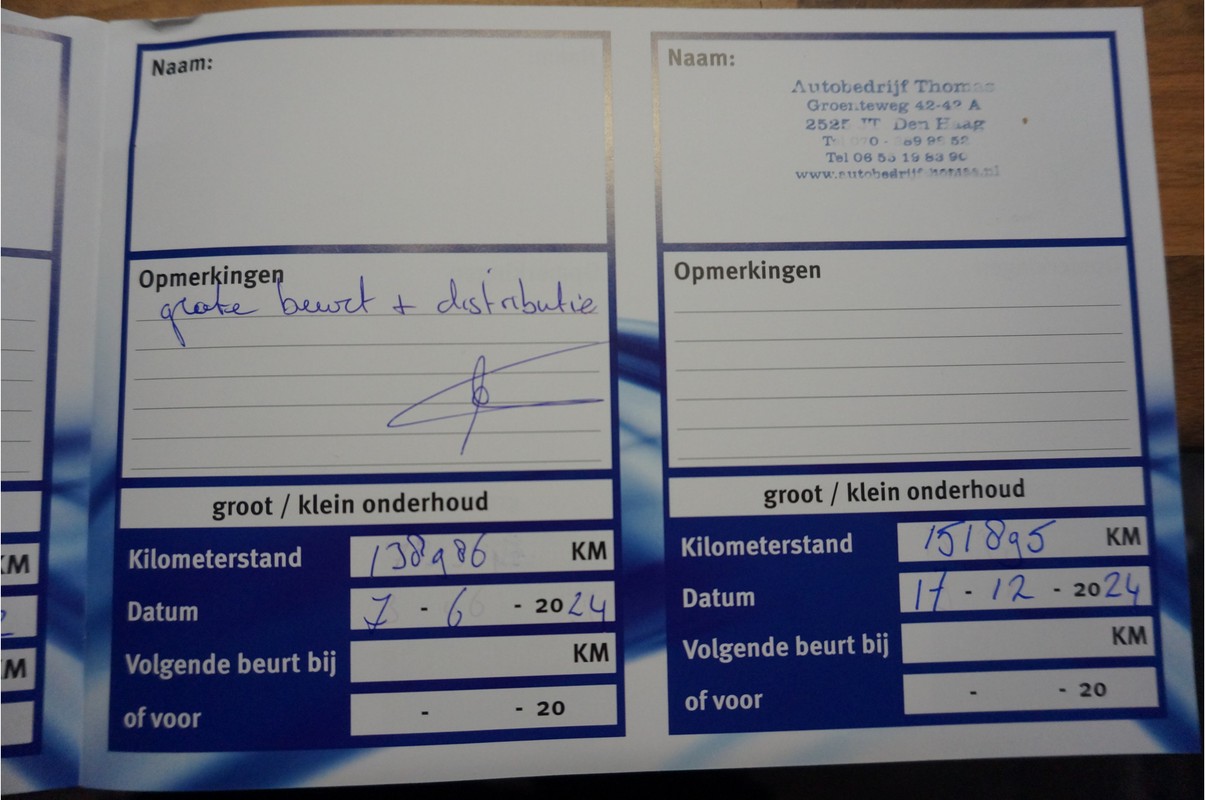 Naam:
Opmerkingen
grote beurt + distributie
groot / klein onderhoud
Kilometerstand 138986 KM
Datum 7 - 6 - 2024
Volgende beurt bij KM
of voor - - 20
Naam:
Autobedrijf Thomas
42-42 A
Den Haag
Tel 06 53 19 83 90
Opmerkingen
groot / klein onderhoud
Kilometerstand 151895 KM
Datum 17 - 12 - 2024
Volgende beurt bij KM
of voor - - 20
KM
KM